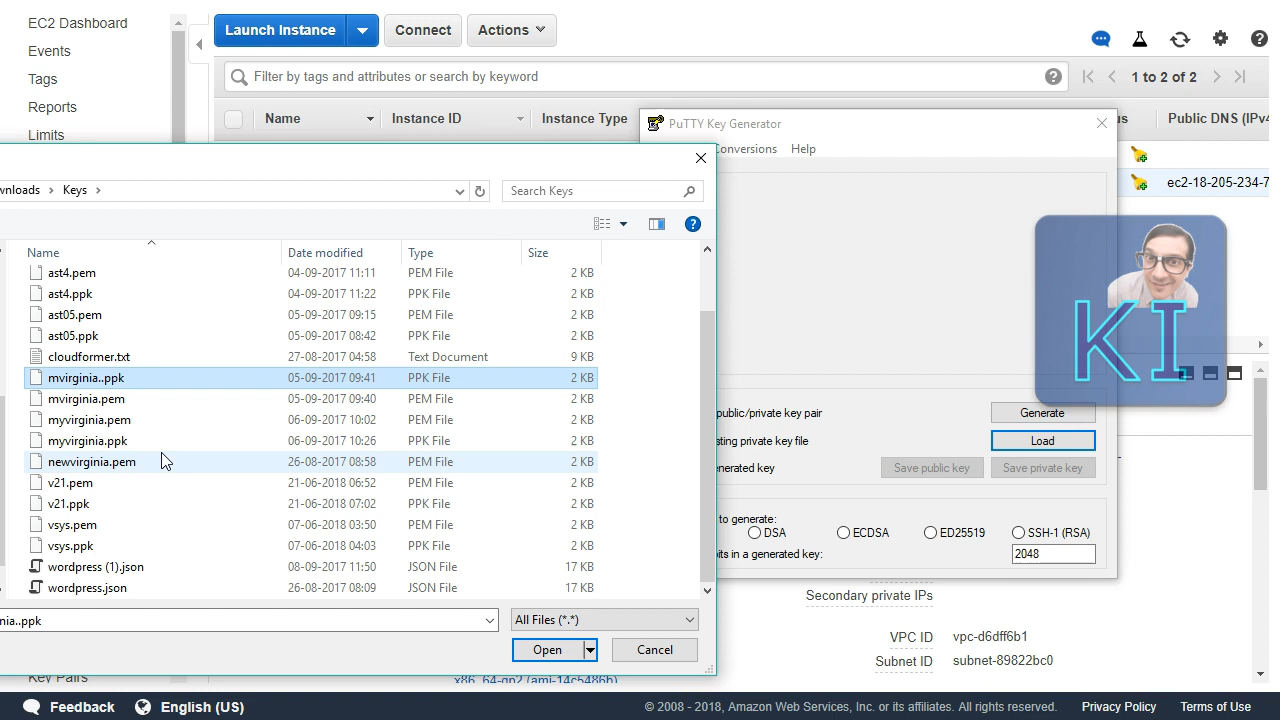 EC2 Dashboard
Events
Tags
Reports
Limits
Launch Instance
Connect
Actions
Filter by tags and attributes or search by keyword
1 to 2 of 2
Name
Instance ID
Instance Type
us
Public DNS (IPv4
ec2-18-205-234-7
PuTTY Key Generator
Conversions
Help
public/private key pair
Generate
sting private key file
Load
enerated key
Save public key
Save private key
to generate:
DSA
ECDSA
ED25519
SSH-1 (RSA)
its in a generated key:
2048
KI
wnloads
Keys
Search Keys
Name
Date modified
Type
Size
ast4.pem 04-09-2017 11:11 PEM File 2 KB
ast4.ppk 04-09-2017 11:22 PPK File 2 KB
ast05.pem 05-09-2017 09:15 PEM File 2 KB
ast05.ppk 05-09-2017 08:42 PPK File 2 KB
cloudformer.txt 27-08-2017 04:58 Text Document 9 KB
mvirginia..ppk 05-09-2017 09:41 PPK File 2 KB
mvirginia.pem 05-09-2017 09:40 PEM File 2 KB
myvirginia.pem 06-09-2017 10:02 PEM File 2 KB
myvirginia.ppk 06-09-2017 10:26 PPK File 2 KB
newvirginia.pem 26-08-2017 08:58 PEM File 2 KB
v21.pem 21-06-2018 06:52 PEM File 2 KB
v21.ppk 21-06-2018 07:02 PPK File 2 KB
vsys.pem 07-06-2018 03:50 PEM File 2 KB
vsys.ppk 07-06-2018 04:03 PPK File 2 KB
wordpress (1).json 08-09-2017 11:50 JSON File 17 KB
wordpress.json 26-08-2017 08:09 JSON File 17 KB
nia..ppk
All Files (*.*)
Open
Cancel
Secondary private IPs
VPC ID vpc-d6dff6b1
Subnet ID subnet-89822bc0
Key Pairs
x86_64-gp2 (ami-14c5486b)
Feedback
English (US)
© 2008 - 2018, Amazon Web Services, Inc. or its affiliates. All rights reserved.
Privacy Policy
Terms of Use